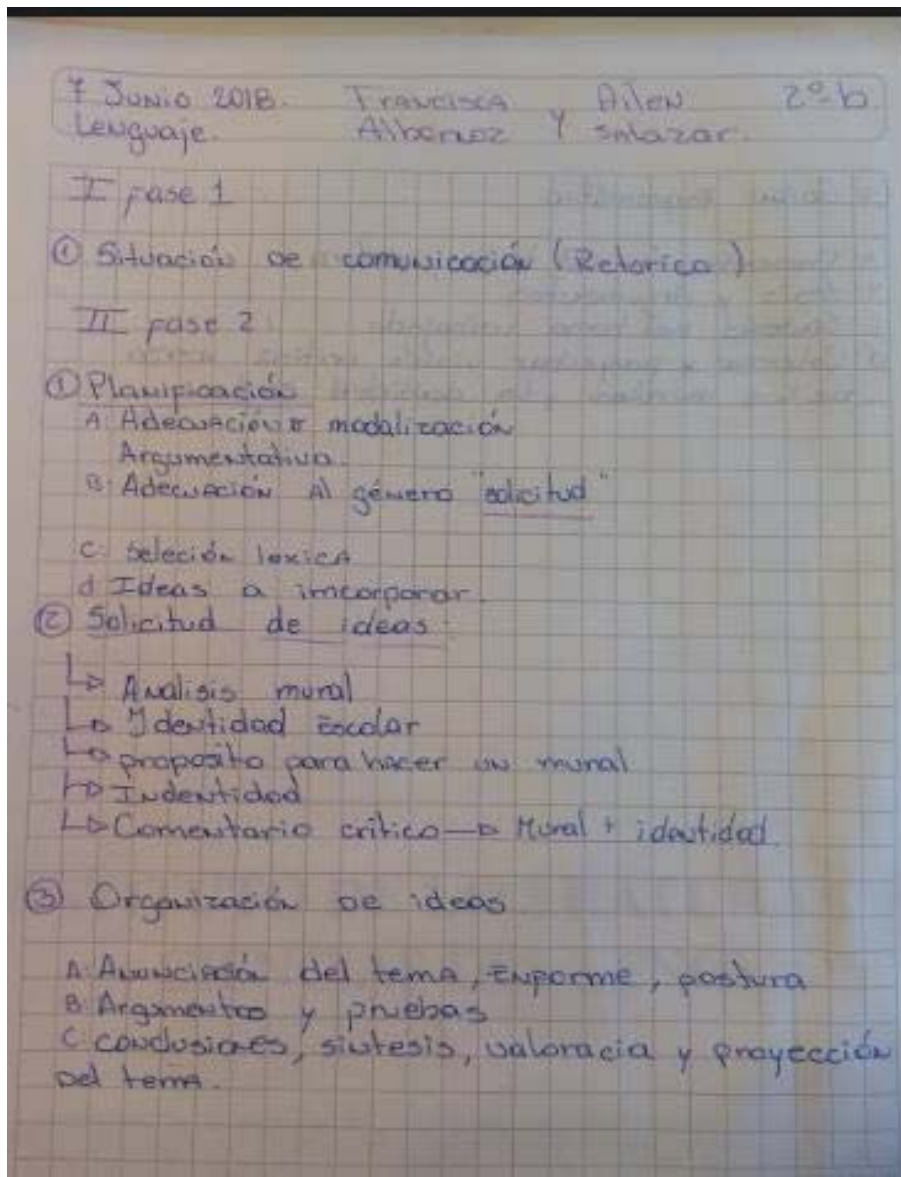 7 Junio 2018. Francisca y Ailen 2º b
Lenguaje. Albornoz Salazar.
I fase 1
① Situación de comunicación (Retorica)
II fase 2
① Planificación
A: Adecuación modalización
Argumentativa.
B: Adecuación al género "solicitud"
C: Seleción lexica
d Ideas a imcorporar
② Solicitud de ideas
↳ Analisis mural
↳ Identidad Escolar
↳ proposito para hacer un mural
↳ Indentidad
↳ Comentario critico → Mural + identidad.
③ Organización de ideas
A: Anunciación del tema, Enforme, postura
B: Argumentos y pruebas
C conclusiones, sintesis, valoracia y proyección
Del tema.